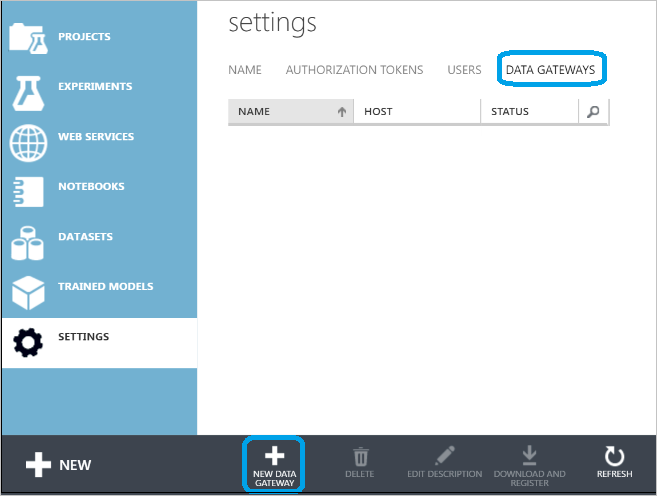 PROJECTS
EXPERIMENTS
WEB SERVICES
NOTEBOOKS
DATASETS
TRAINED MODELS
SETTINGS
settings
NAME AUTHORIZATION TOKENS USERS DATA GATEWAYS
NAME HOST STATUS
NEW
NEW DATA
GATEWAY
DELETE
EDIT DESCRIPTION
DOWNLOAD AND
REGISTER
REFRESH